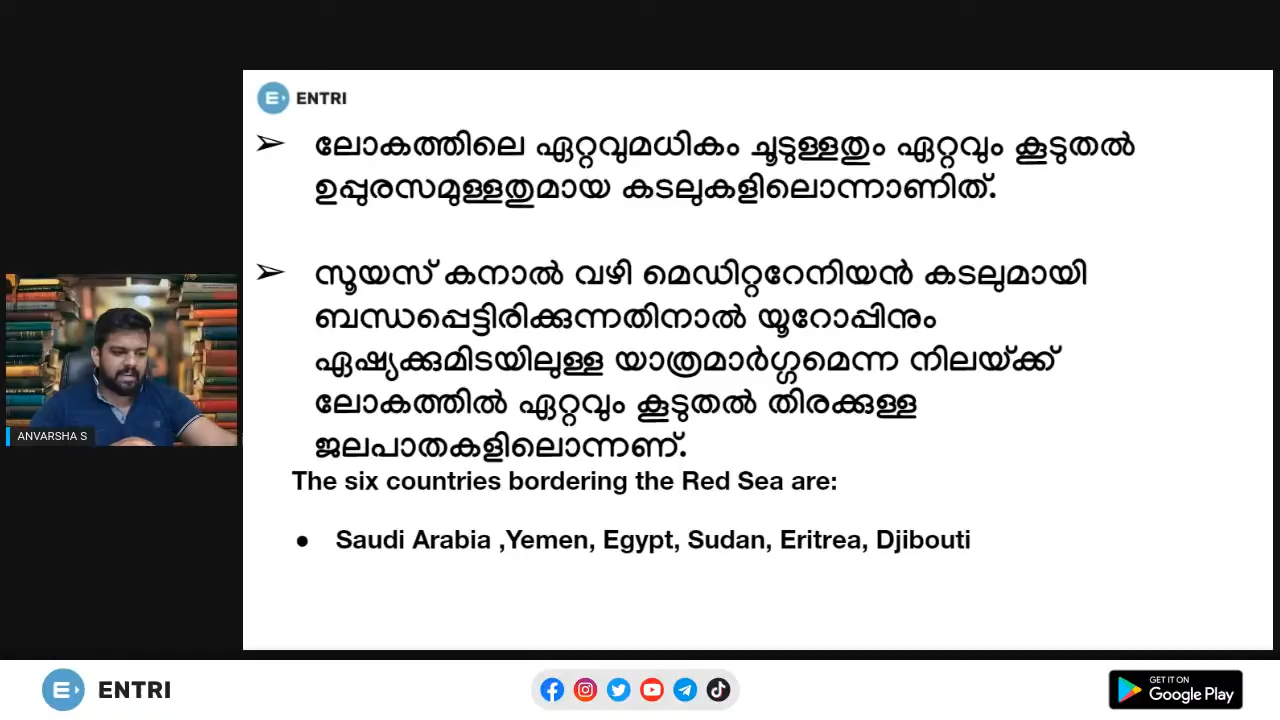 ENTRI
➢ ലോകത്തിലെ ഏറ്റവുമധികം ചൂടുള്ളതും ഏറ്റവും കൂടുതൽ
ഉപ്പുരസമുള്ളതുമായ കടലുകളിലൊന്നാണിത്.
➢ സൂയസ് കനാൽ വഴി മെഡിറ്ററേനിയൻ കടലുമായി
ബന്ധപ്പെട്ടിരിക്കുന്നതിനാൽ യൂറോപ്പിനും
ഏഷ്യക്കുമിടയിലുള്ള യാത്രമാർഗ്ഗമെന്ന നിലയ്ക്ക്
ലോകത്തിൽ ഏറ്റവും കൂടുതൽ തിരക്കുള്ള
ജലപാതകളിലൊന്നണ്.
The six countries bordering the Red Sea are:
● Saudi Arabia ,Yemen, Egypt, Sudan, Eritrea, Djibouti
ANVARSHA S
ENTRI
GET IT ON
Google Play